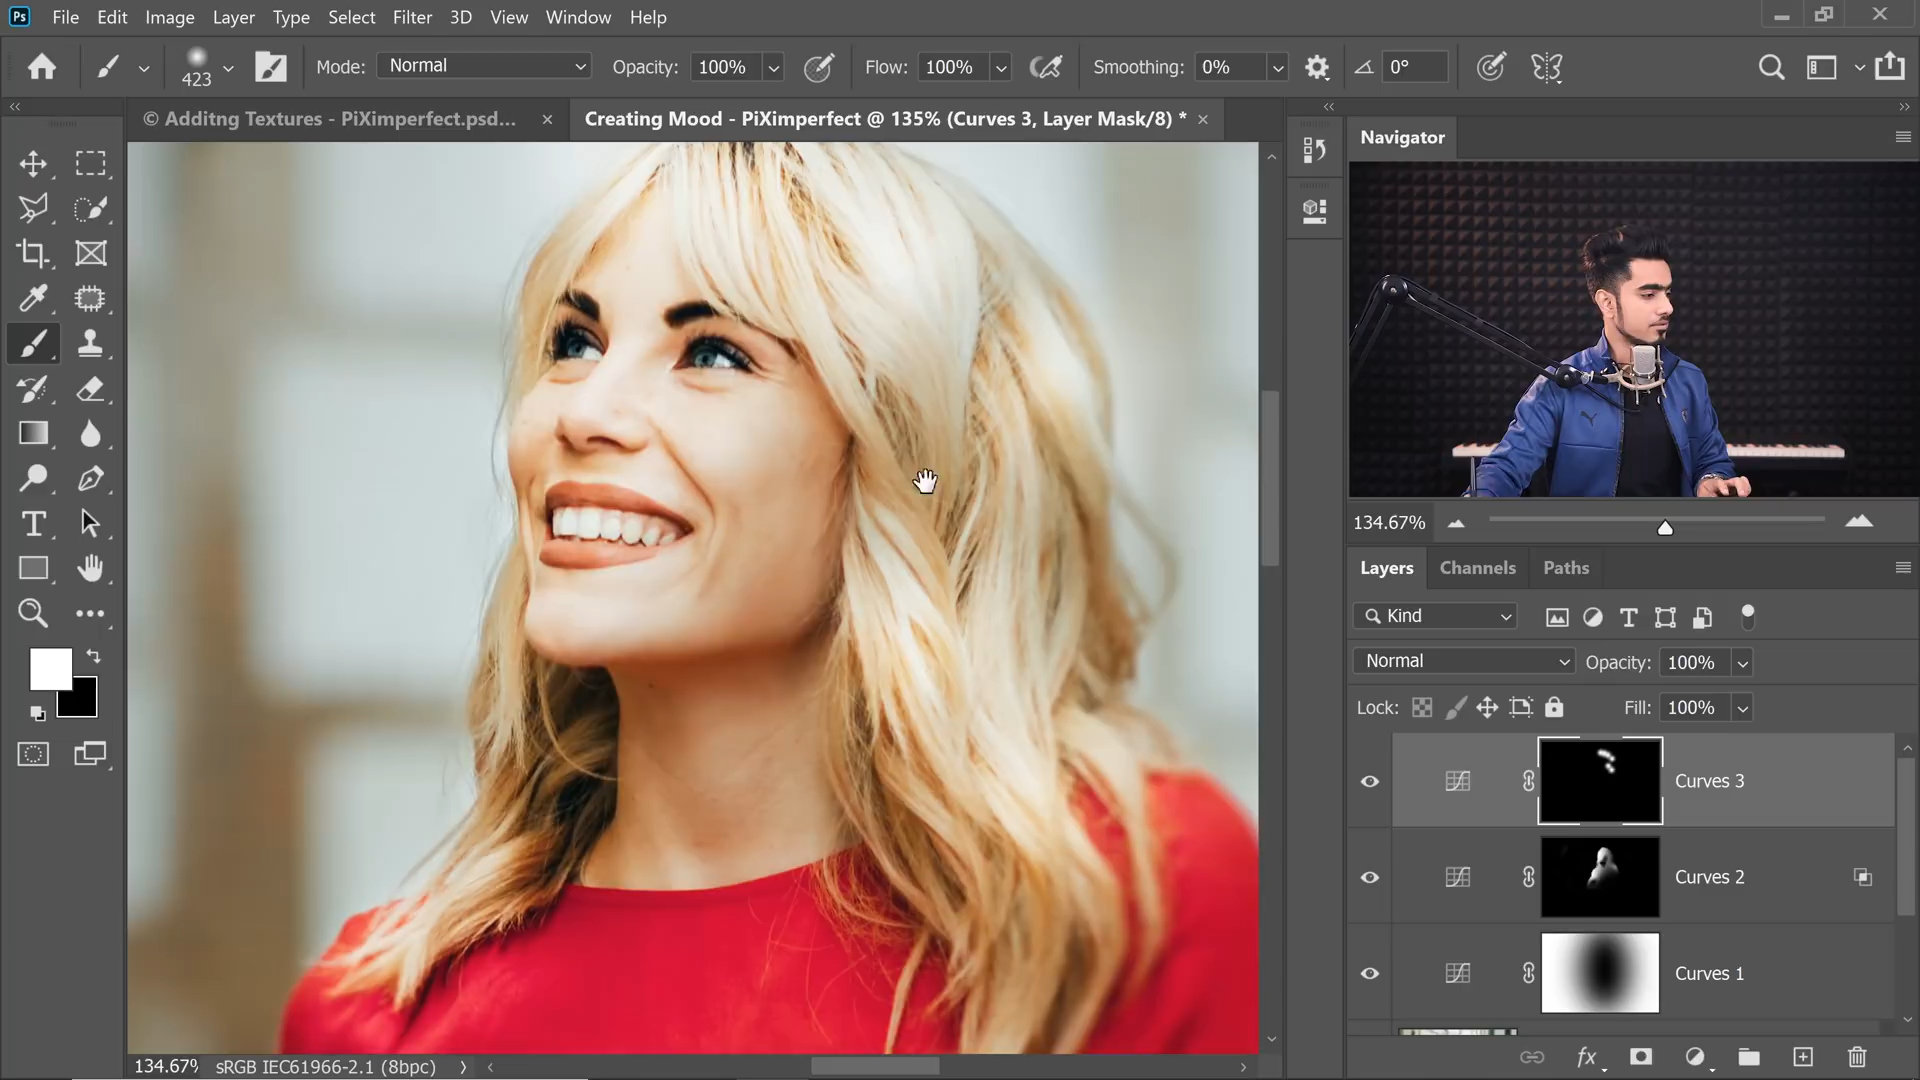 Ps File Edit Image Layer Type Select Filter 3D View Window Help
423 Mode: Normal Opacity: 100% Flow: 100% Smoothing: 0% 0°
© Additng Textures - PiXimperfect.psd... × Creating Mood - PiXimperfect @ 135% (Curves 3, Layer Mask/8) * ×
Navigator
134.67%
Layers Channels Paths
Kind
Normal Opacity: 100%
Lock: Fill: 100%
Curves 3
Curves 2
Curves 1
134.67% sRGB IEC61966-2.1 (8bpc)
fx